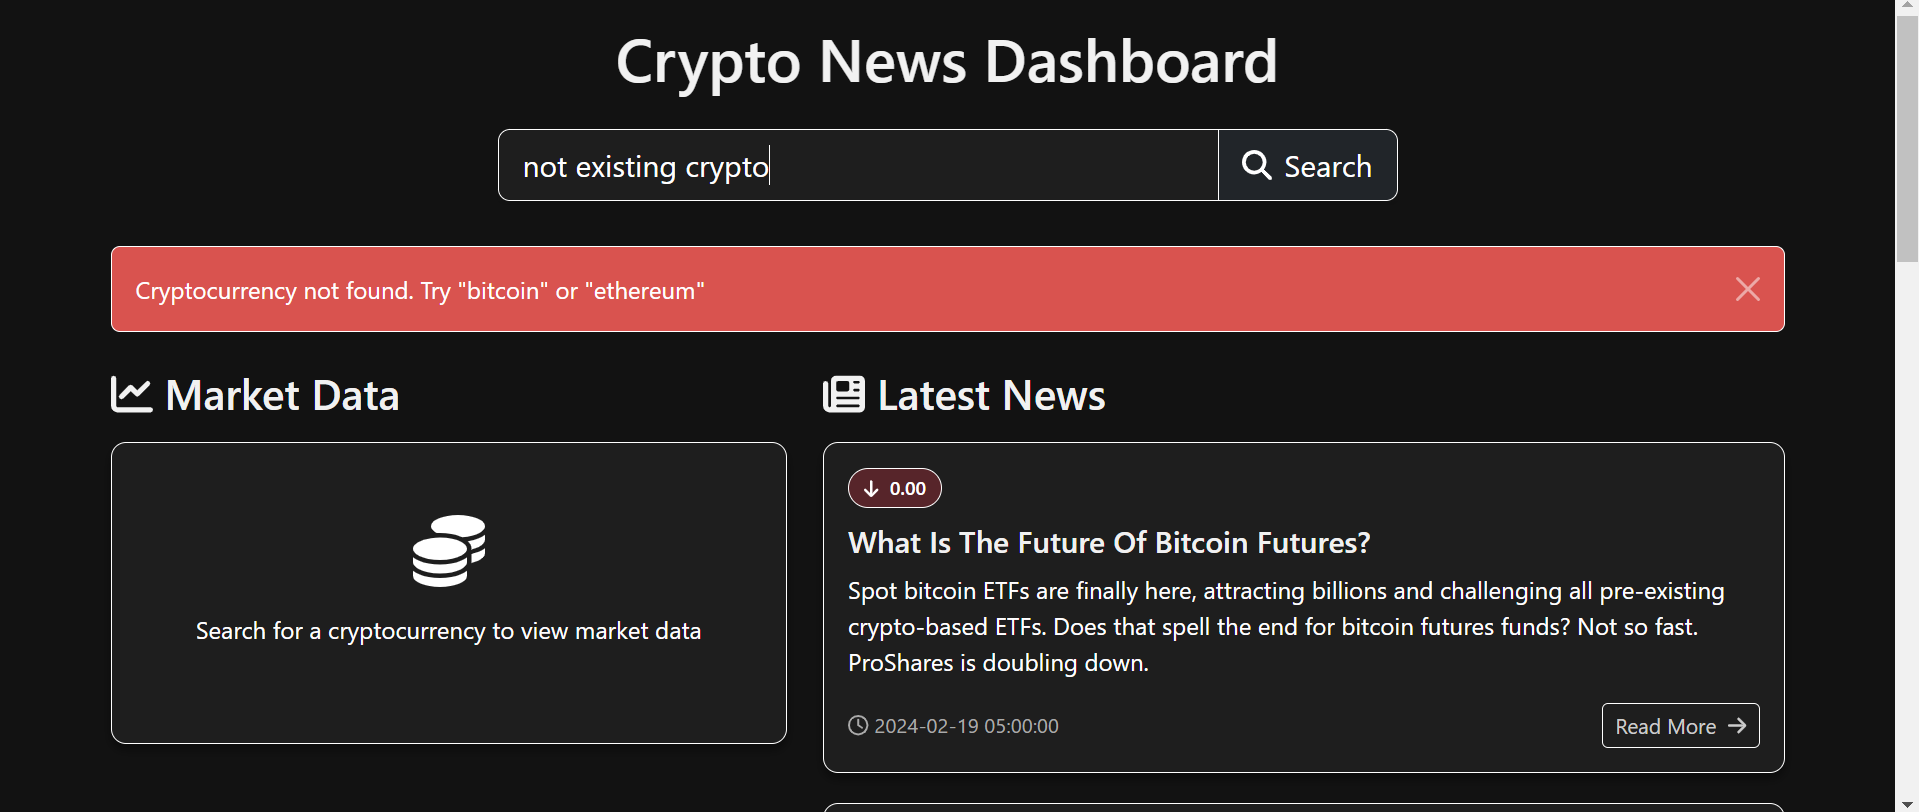 Crypto News Dashboard
not existing crypto
Search
Cryptocurrency not found. Try "bitcoin" or "ethereum"
Market Data
Search for a cryptocurrency to view market data
Latest News
0.00
What Is The Future Of Bitcoin Futures?
Spot bitcoin ETFs are finally here, attracting billions and challenging all pre-existing
crypto-based ETFs. Does that spell the end for bitcoin futures funds? Not so fast.
ProShares is doubling down.
2024-02-19 05:00:00
Read More